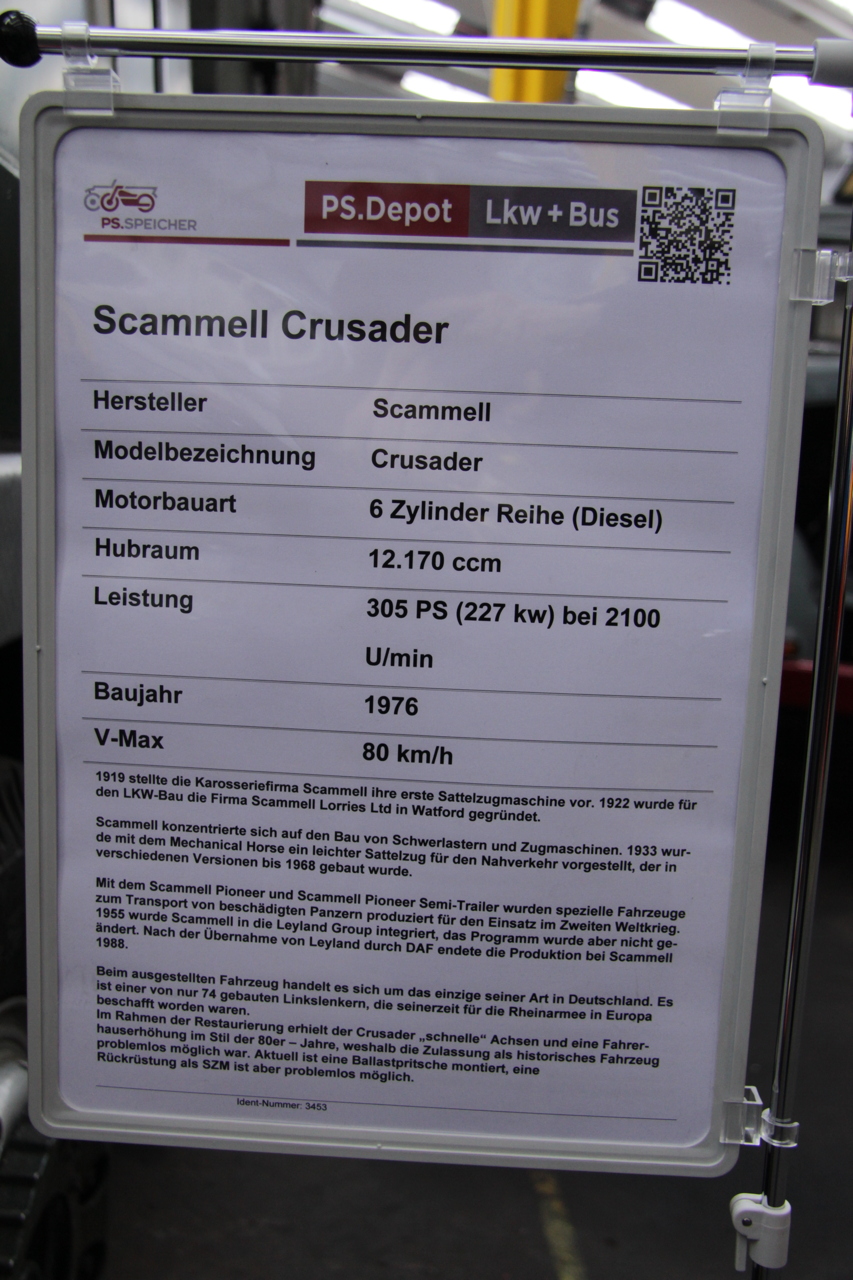 PS.SPEICHER
PS.Depot Lkw + Bus
Scammell Crusader
Hersteller Scammell
Modelbezeichnung Crusader
Motorbauart 6 Zylinder Reihe (Diesel)
Hubraum 12.170 ccm
Leistung 305 PS (227 kw) bei 2100
U/min
Baujahr 1976
V-Max 80 km/h
1919 stellte die Karosseriefirma Scammell ihre erste Sattelzugmaschine vor. 1922 wurde für
den LKW-Bau die Firma Scammell Lorries Ltd in Watford gegründet.
Scammell konzentrierte sich auf den Bau von Schwerlastern und Zugmaschinen. 1933 wur-
de mit dem Mechanical Horse ein leichter Sattelzug für den Nahverkehr vorgestellt, der in
verschiedenen Versionen bis 1968 gebaut wurde.
Mit dem Scammell Pioneer und Scammell Pioneer Semi-Trailer wurden spezielle Fahrzeuge
zum Transport von beschädigten Panzern produziert für den Einsatz im Zweiten Weltkrieg.
1955 wurde Scammell in die Leyland Group integriert, das Programm wurde aber nicht ge-
ändert. Nach der Übernahme von Leyland durch DAF endete die Produktion bei Scammell
1988.
Beim ausgestellten Fahrzeug handelt es sich um das einzige seiner Art in Deutschland. Es
ist einer von nur 74 gebauten Linkslenkern, die seinerzeit für die Rheinarmee in Europa
beschafft worden waren.
Im Rahmen der Restaurierung erhielt der Crusader „schnelle“ Achsen und eine Fahrer-
hauserhöhung im Stil der 80er – Jahre, weshalb die Zulassung als historisches Fahrzeug
problemlos möglich war. Aktuell ist eine Ballastpritsche montiert, eine
Rückrüstung als SZM ist aber problemlos möglich.
Ident-Nummer: 3453